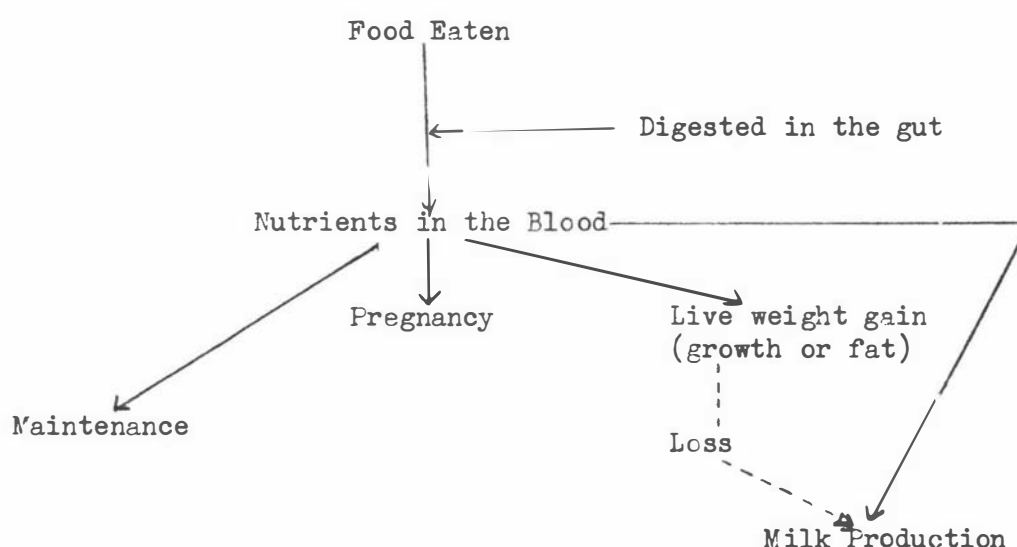 Food Eaten
Digested in the gut
Nutrients in the Blood
Pregnancy
Live weight gain
(growth or fat)
Maintenance
Loss
Milk Production